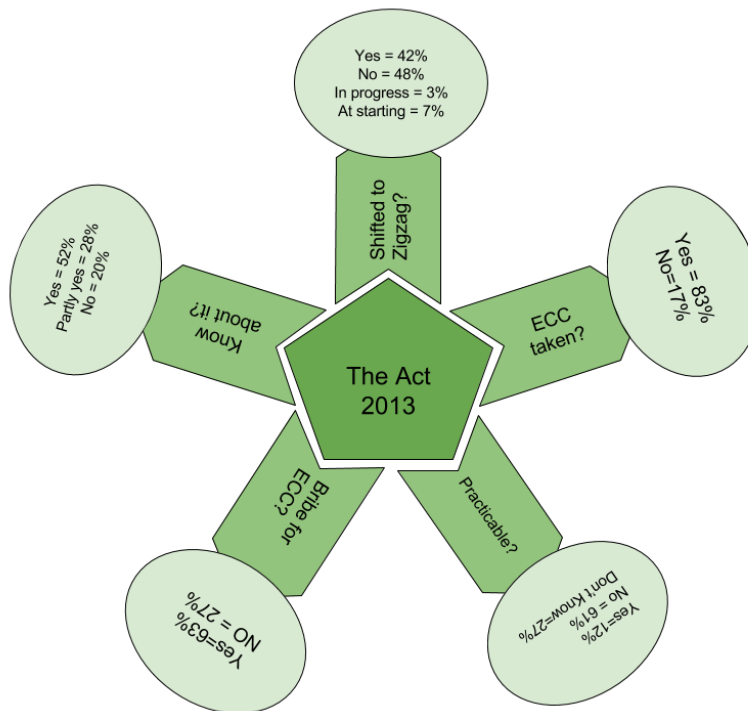 The Act
2013
Shifted to
Zigzag?
Yes = 42%
No = 48%
In progress = 3%
At starting = 7%
ECC
taken?
Yes = 83%
No=17%
Practicable?
Yes=12%
No = 61%
Don't Know=27%
Bribe for
ECC?
Yes=63%
NO = 27%
Know
about it?
Yes = 52%
Partly yes = 28%
No = 20%